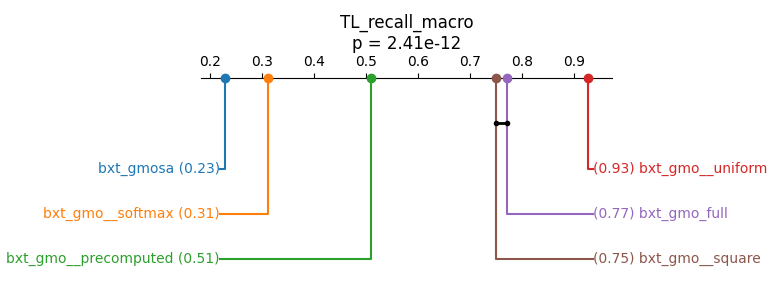 TL_recall_macro
p = 2.41e-12
0.2 0.3 0.4 0.5 0.6 0.7 0.8 0.9
bxt_gmosa (0.23) (0.93) bxt_gmo__uniform
bxt_gmo__softmax (0.31) (0.77) bxt_gmo_full
bxt_gmo__precomputed (0.51) (0.75) bxt_gmo__square